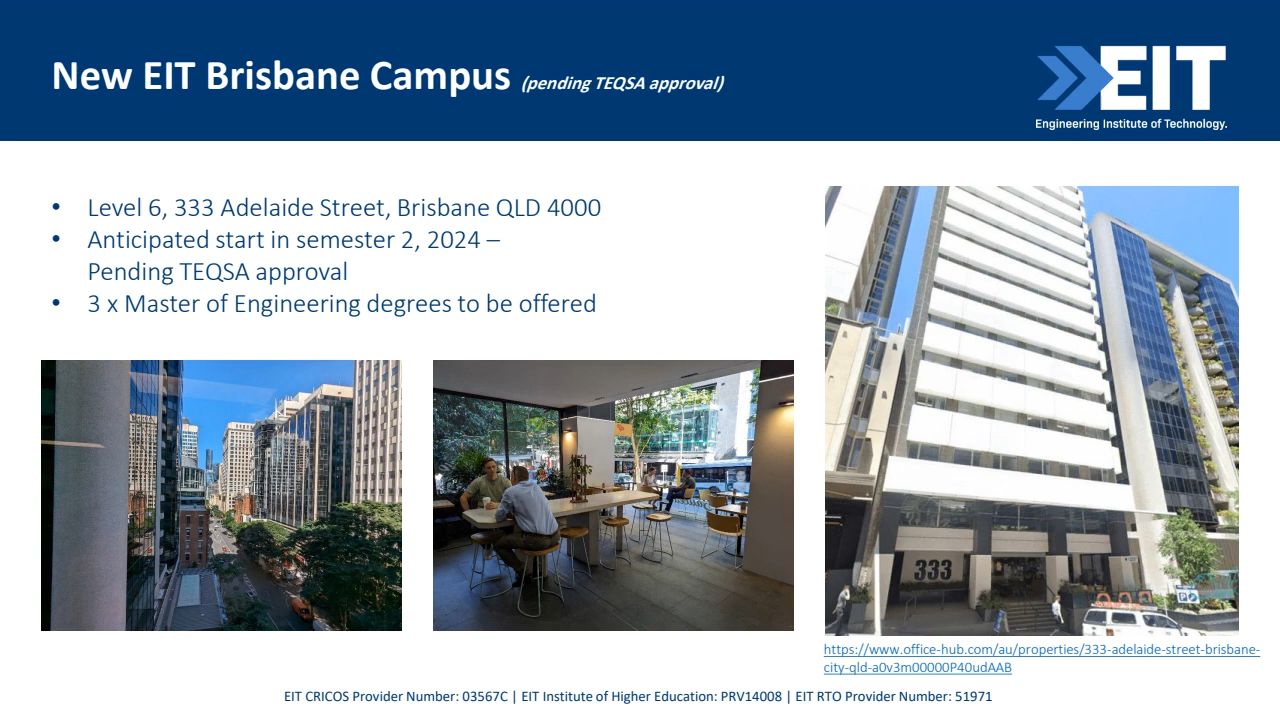 New EIT Brisbane Campus (pending TEQSA approval)
EIT
Engineering Institute of Technology.
• Level 6, 333 Adelaide Street, Brisbane QLD 4000
• Anticipated start in semester 2, 2024 –
Pending TEQSA approval
• 3 x Master of Engineering degrees to be offered
333
https://www.office-hub.com/au/properties/333-adelaide-street-brisbane-
city-qld-a0v3m00000P40udAAB
EIT CRICOS Provider Number: 03567C | EIT Institute of Higher Education: PRV14008 | EIT RTO Provider Number: 51971